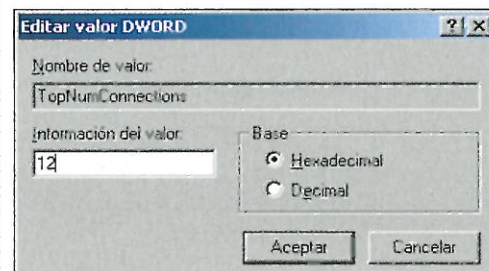 Editar valor DWORD
Nombre de valor:
TopNumConnections
Información del valor:
12
Base
Hexadecimal
Decimal
Aceptar
Cancelar